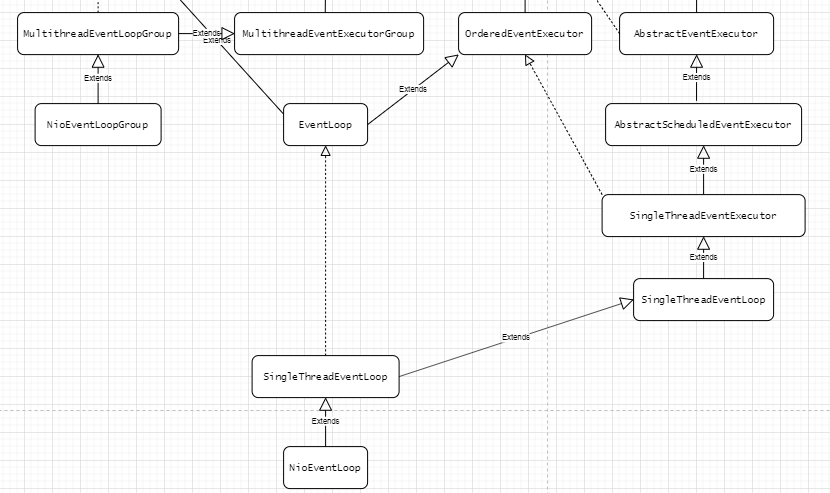 MultithreadEventLoopGroup
Extends
Extends
MultithreadEventExecutorGroup
OrderedEventExecutor
AbstractEventExecutor
Extends
Extends
Extends
NioEventLoopGroup
EventLoop
AbstractScheduledEventExecutor
Extends
SingleThreadEventExecutor
Extends
SingleThreadEventLoop
Extends
SingleThreadEventLoop
Extends
NioEventLoop